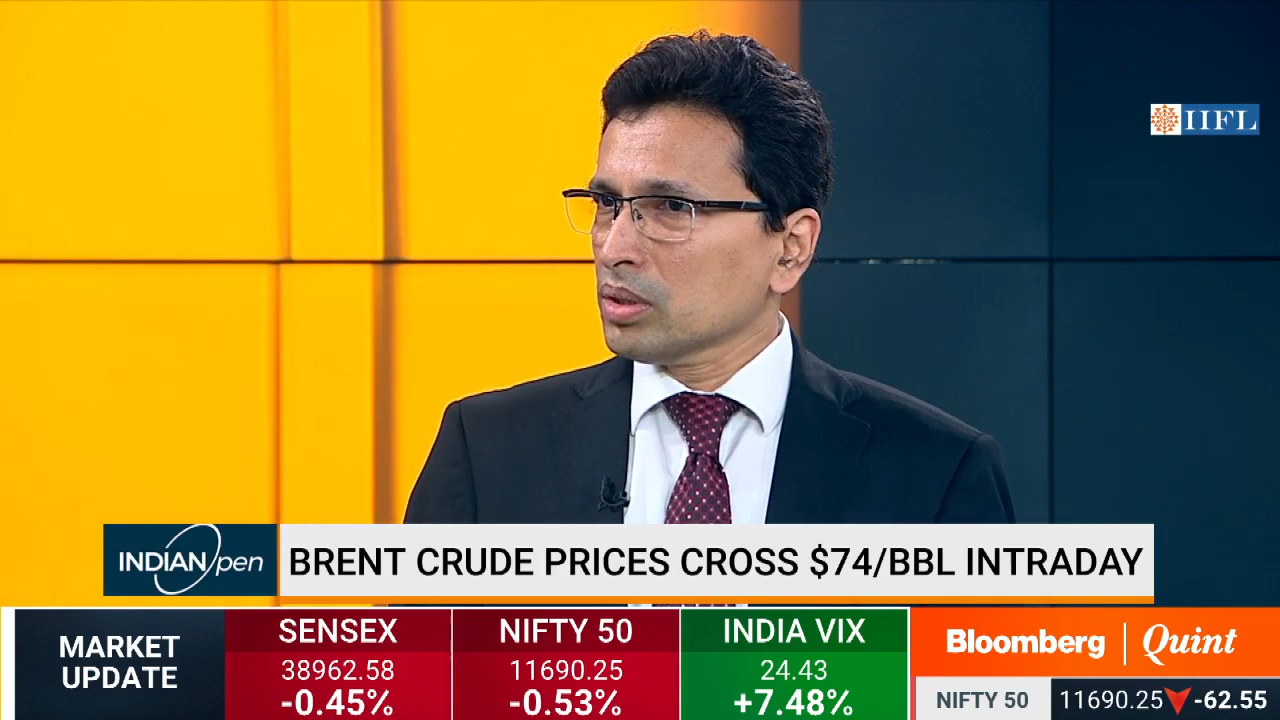 IIFL
INDIAN Open
BRENT CRUDE PRICES CROSS $74/BBL INTRADAY
MARKET
UPDATE
SENSEX
38962.58
-0.45%
NIFTY 50
11690.25
-0.53%
INDIA VIX
24.43
+7.48%
Bloomberg | Quint
NIFTY 50
11690.25 -62.55